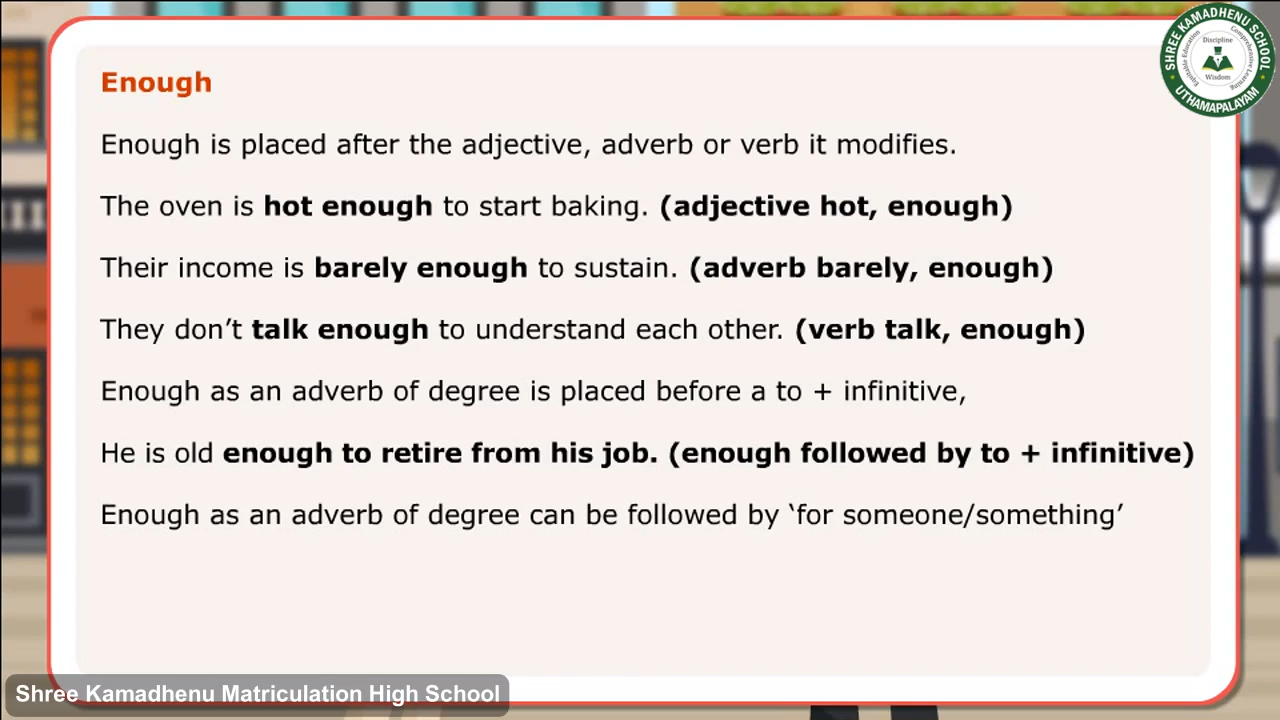 Enough
Enough is placed after the adjective, adverb or verb it modifies.
The oven is hot enough to start baking. (adjective hot, enough)
Their income is barely enough to sustain. (adverb barely, enough)
They don’t talk enough to understand each other. (verb talk, enough)
Enough as an adverb of degree is placed before a to + infinitive,
He is old enough to retire from his job. (enough followed by to + infinitive)
Enough as an adverb of degree can be followed by ‘for someone/something’
SHREE KAMADHENU SCHOOL
Equitable Education
Discipline
Comprehensive Learning
Wisdom
UTHAMAPALAYAM
Shree Kamadhenu Matriculation High School